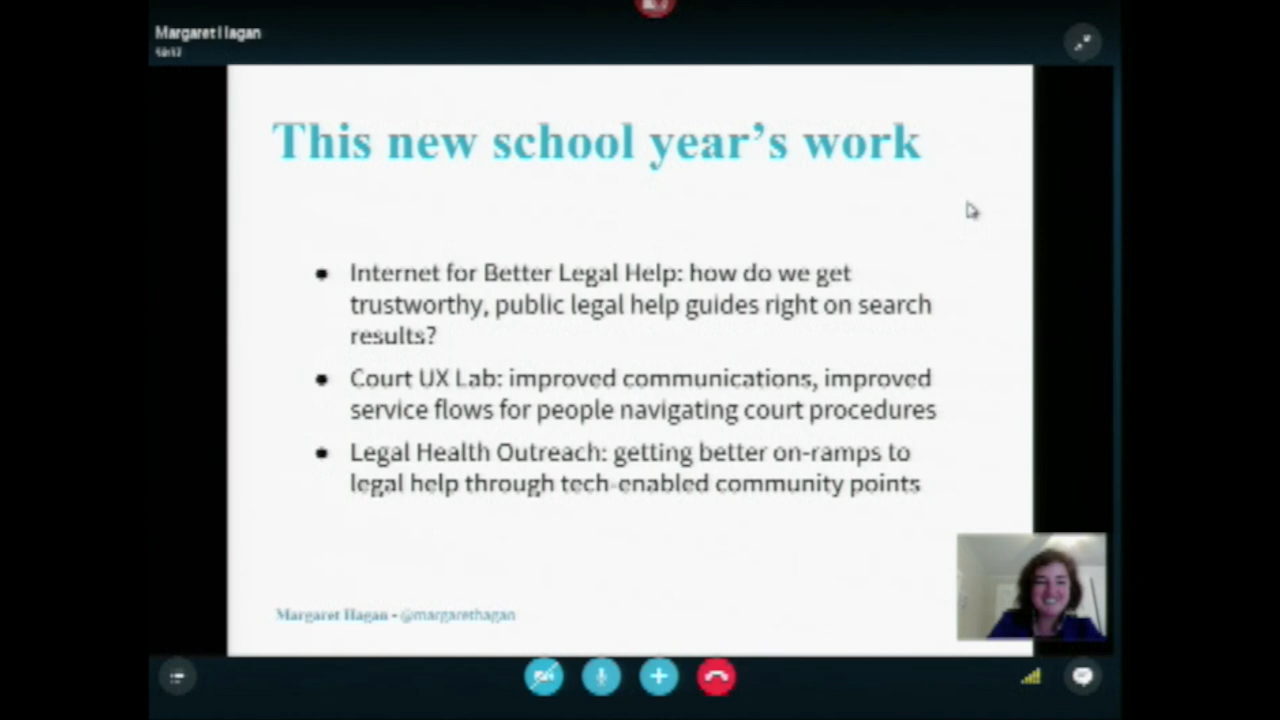 Margaret Hagan
This new school year's work
● Internet for Better Legal Help: how do we get
trustworthy, public legal help guides right on search
results?
● Court UX Lab: improved communications, improved
service flows for people navigating court procedures
● Legal Health Outreach: getting better on-ramps to
legal help through tech-enabled community points
Margaret Hagan - @margarethagan